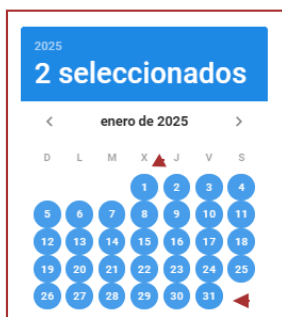 2025
2 seleccionados
enero de 2025
D L M X J V S
1 2 3 4
5 6 7 8 9 10 11
12 13 14 15 16 17 18
19 20 21 22 23 24 25
26 27 28 29 30 31